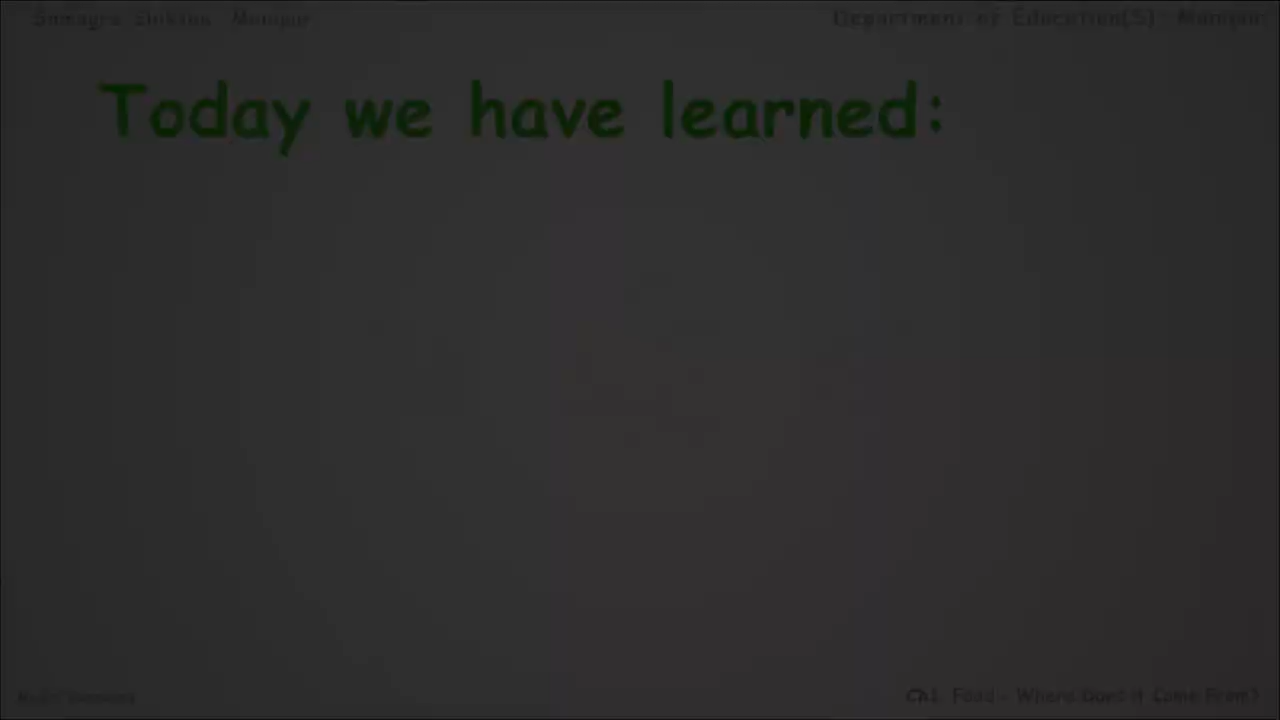 Samagra Shiksha, Manipur
Department of Education(S), Manipur
Today we have learned:
Ch1. Food - Where Does it Come From?